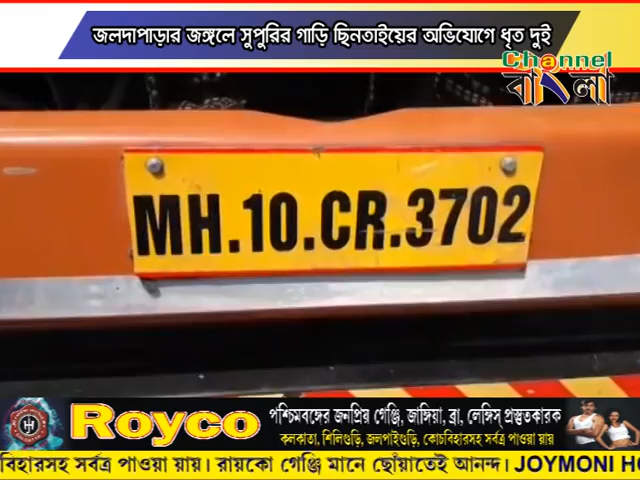 জলদাপাড়ার জঙ্গলে সুপুরির গাড়ি ছিনতাইয়ের অভিযোগে ধৃত দুই
Channel
বাংলা
MH.10.CR.3702
Royco
পশ্চিমবঙ্গের জনপ্রিয় গেঞ্জি, জাঙ্গিয়া, ব্রা, লেগিংস্ প্রস্তুতকারক
কলকাতা, শিলিগুড়ি, জলপাইগুড়ি, কোচবিহারসহ সর্বত্র পাওয়া যায়
বিহারসহ সর্বত্র পাওয়া যায়। রায়কো গেঞ্জি মানে ছোঁয়াতেই আনন্দ। JOYMONI